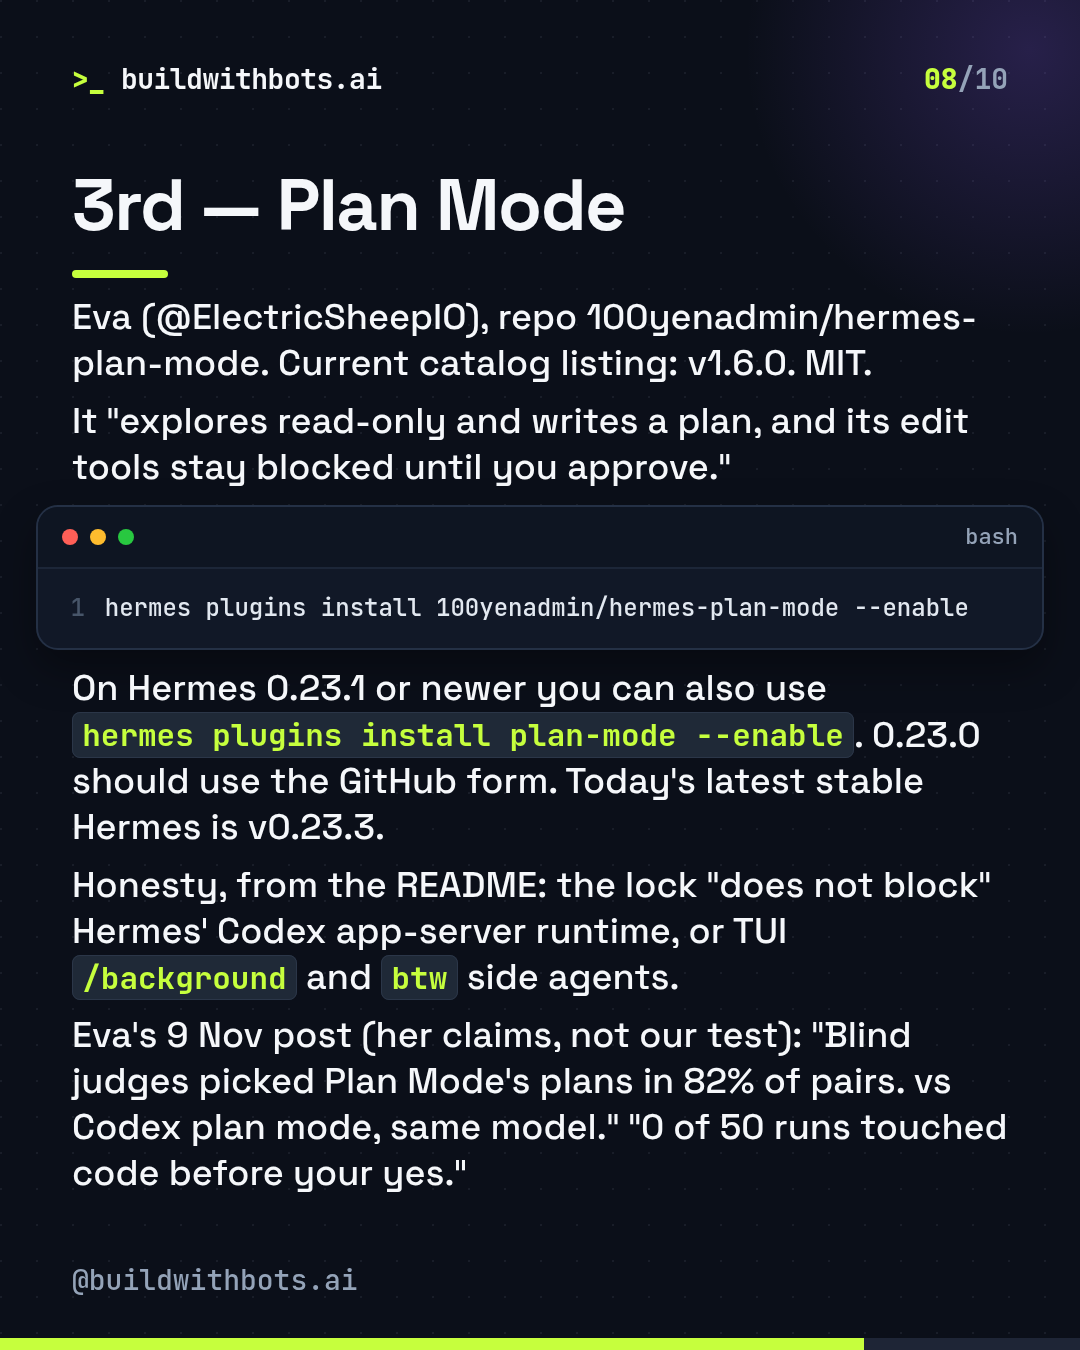 >_ buildwithbots.ai
08/10
3rd — Plan Mode
Eva (@ElectricSheepIO), repo 100yenadmin/hermes-
plan-mode. Current catalog listing: v1.6.0. MIT.
It "explores read-only and writes a plan, and its edit
tools stay blocked until you approve."
bash
1 hermes plugins install 100yenadmin/hermes-plan-mode --enable
On Hermes 0.23.1 or newer you can also use
hermes plugins install plan-mode --enable. 0.23.0
should use the GitHub form. Today's latest stable
Hermes is v0.23.3.
Honesty, from the README: the lock "does not block"
Hermes' Codex app-server runtime, or TUI
/background and btw side agents.
Eva's 9 Nov post (her claims, not our test): "Blind
judges picked Plan Mode's plans in 82% of pairs. vs
Codex plan mode, same model." "0 of 50 runs touched
code before your yes."
@buildwithbots.ai